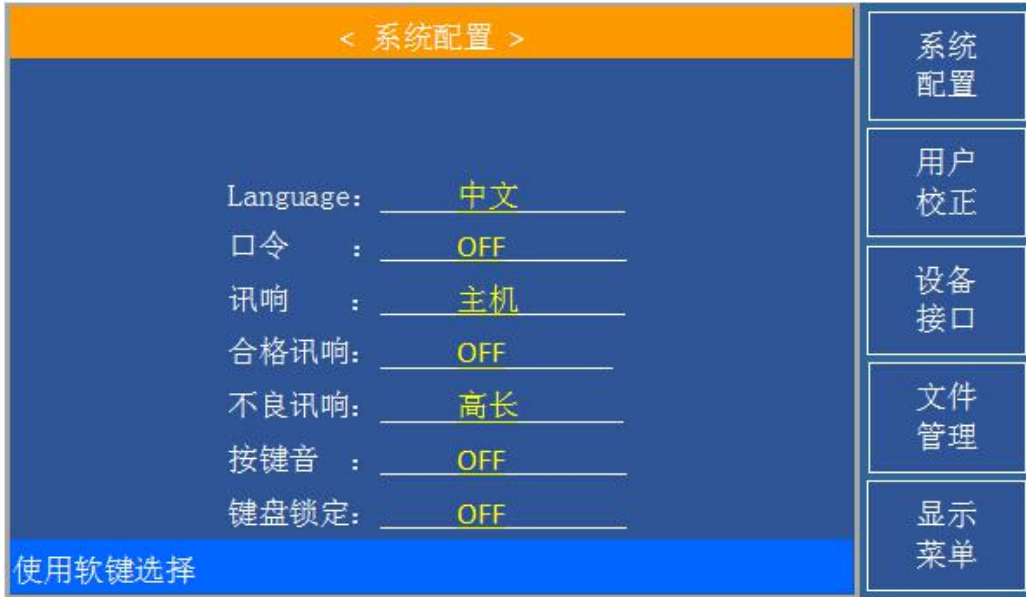 < 系统配置 >
Language: 中文
口令 : OFF
讯响 : 主机
合格讯响: OFF
不良讯响: 高长
按键音 : OFF
键盘锁定: OFF
使用软键选择
系统
配置
用户
校正
设备
接口
文件
管理
显示
菜单